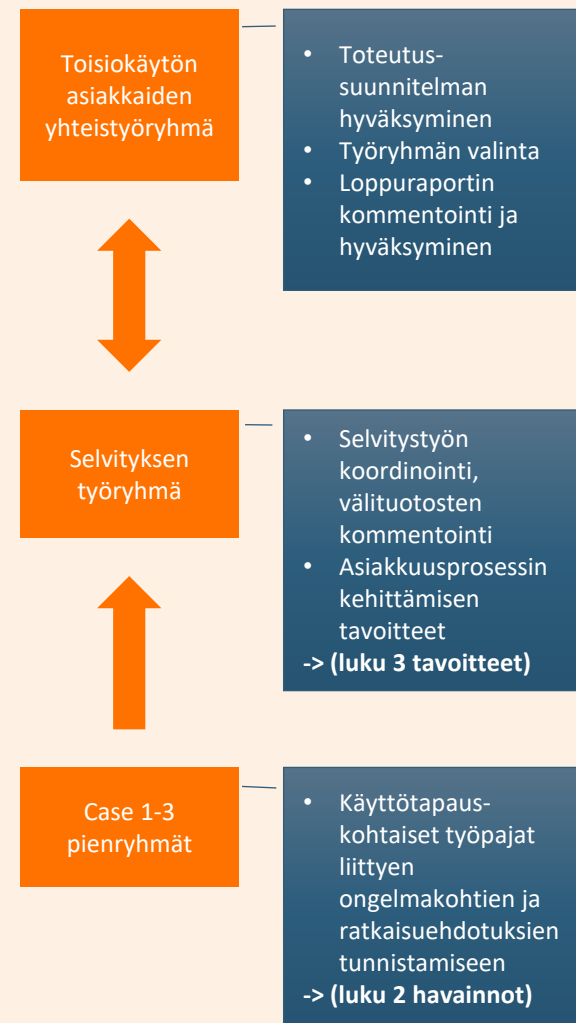 Toisiokäytön
asiakkaiden
yhteistyöryhmä
• Toteutus-
suunnitelman
hyväksyminen
• Työryhmän valinta
• Loppuraportin
kommentointi ja
hyväksyminen
Selvityksen
työryhmä
• Selvitystyön
koordinointi,
välituotosten
kommentointi
• Asiakkuusprosessin
kehittämisen
tavoitteet
-> (luku 3 tavoitteet)
Case 1-3
pienryhmät
• Käyttötapaus-
kohtaiset työpajat
liittyen
ongelmakohtien ja
ratkaisuehdotuksien
tunnistamiseen
-> (luku 2 havainnot)